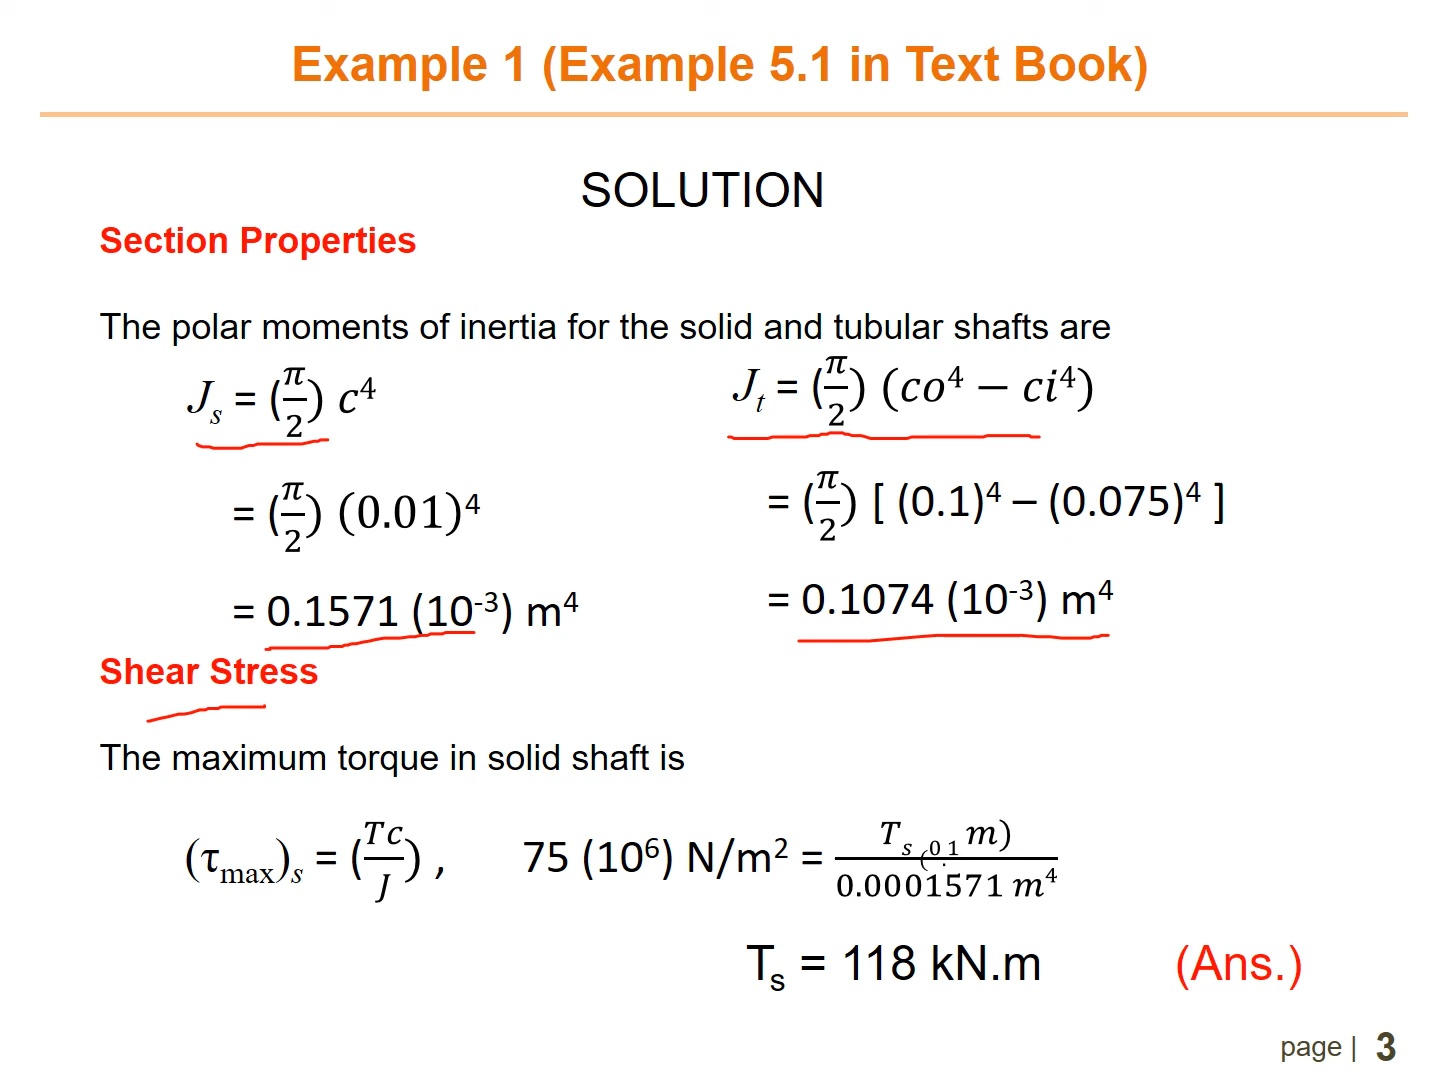 Example 1 (Example 5.1 in Text Book)
SOLUTION
Section Properties
The polar moments of inertia for the solid and tubular shafts are
Jₛ = (π/2) c⁴
= (π/2) (0.01)⁴
= 0.1571 (10⁻³) m⁴
Jₜ = (π/2) (co⁴ − ci⁴)
= (π/2) [ (0.1)⁴ – (0.075)⁴ ]
= 0.1074 (10⁻³) m⁴
Shear Stress
The maximum torque in solid shaft is
(τmax)ₛ = (Tc/J) , 75 (10⁶) N/m² = Tₛ (0.1 m) / 0.0001571 m⁴
Tₛ = 118 kN.m (Ans.)
page | 3